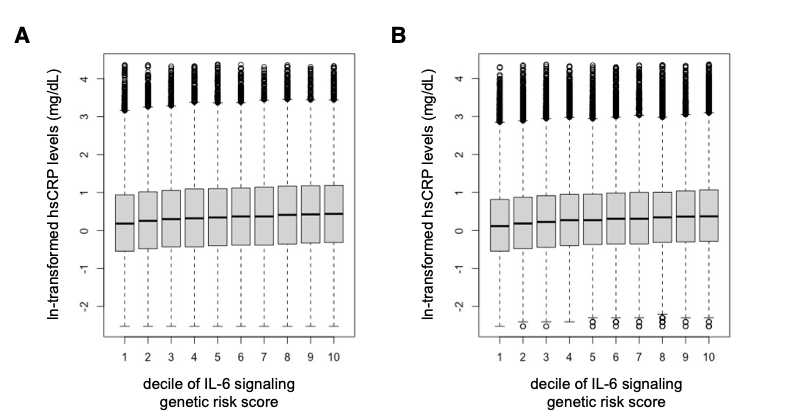 A
B
ln-transformed hsCRP levels (mg/dL)
4
3
2
1
0
-1
-2
1 2 3 4 5 6 7 8 9 10
decile of IL-6 signaling
genetic risk score
ln-transformed hsCRP levels (mg/dL)
4
3
2
1
0
-1
-2
1 2 3 4 5 6 7 8 9 10
decile of IL-6 signaling
genetic risk score